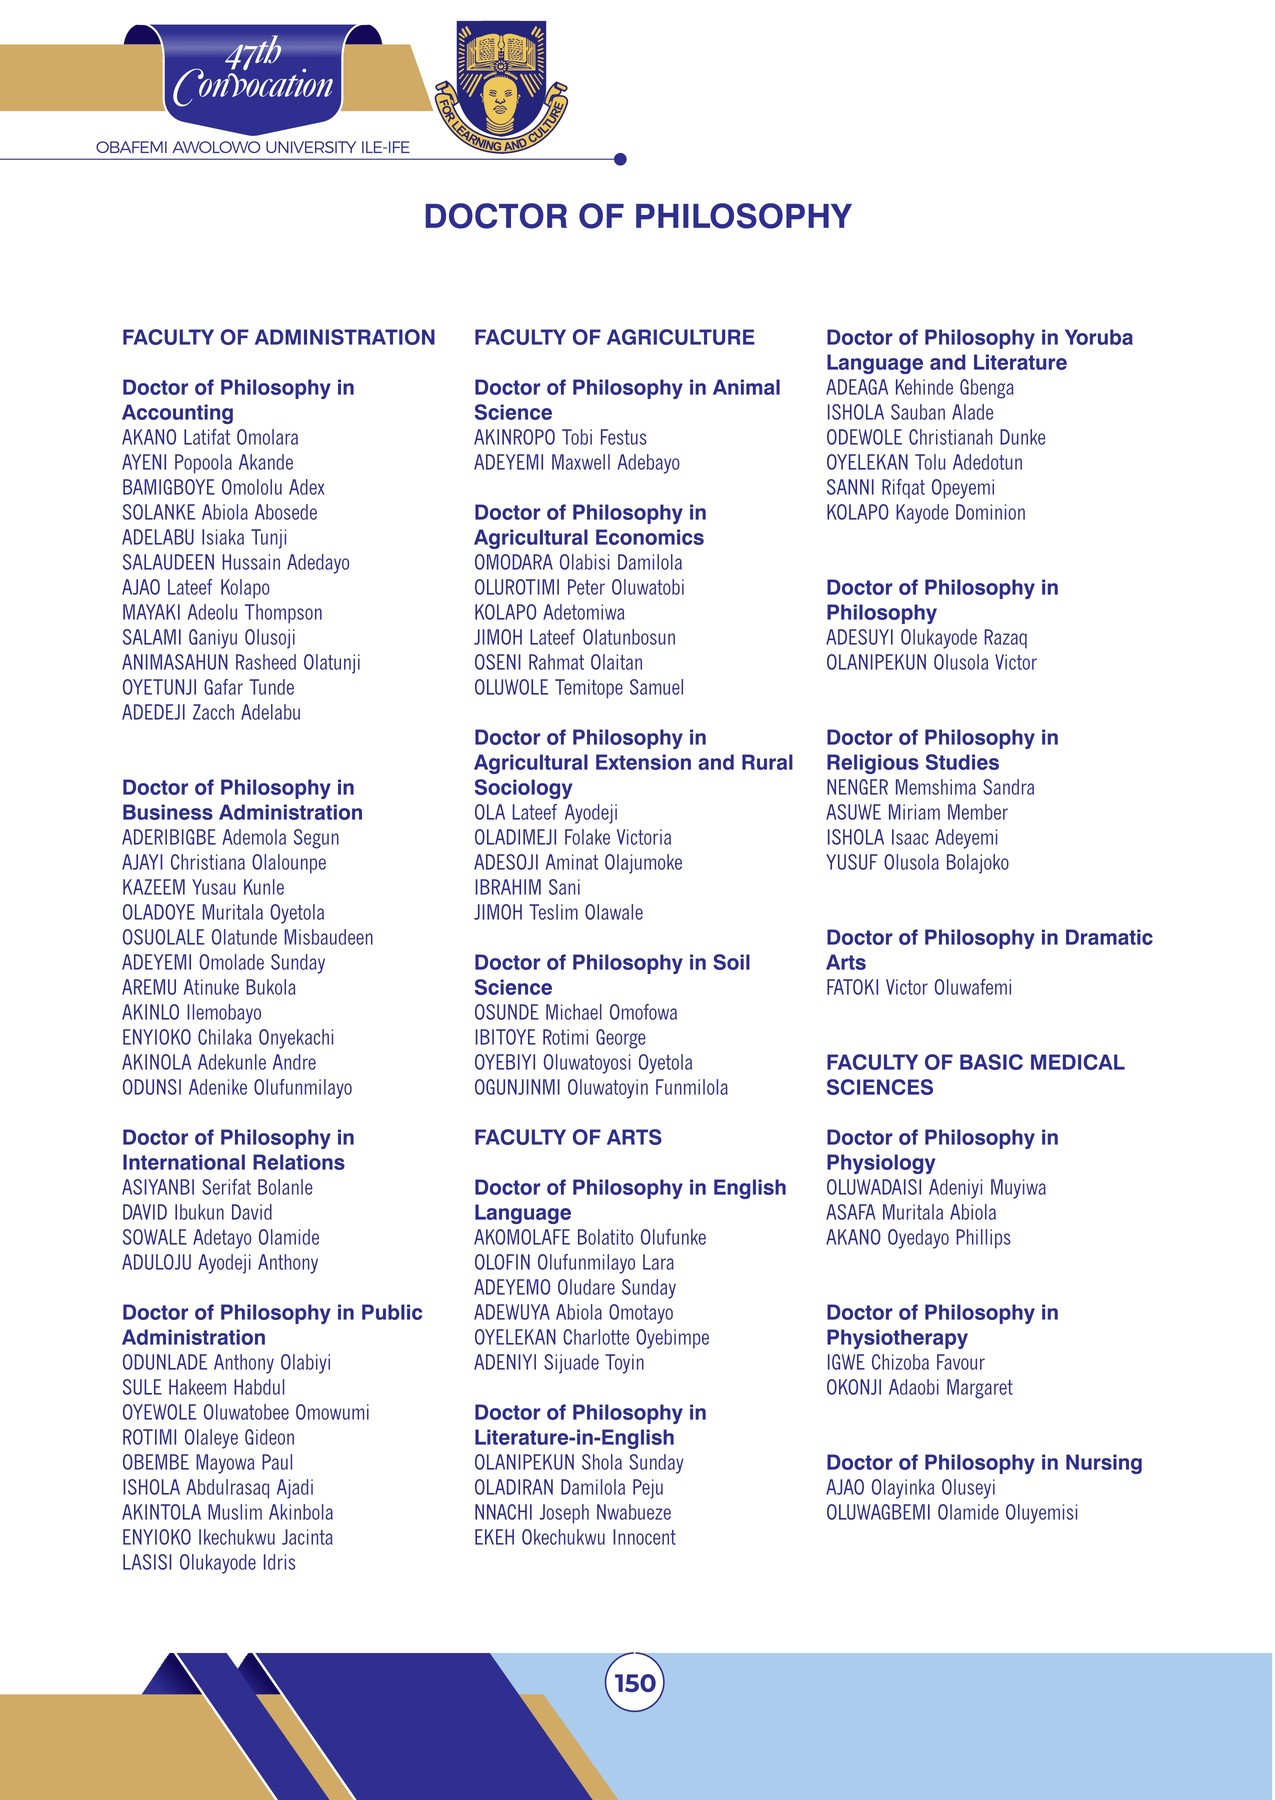 47th
Convocation
FOR LEARNING AND CULTURE
OBAFEMI AWOLOWO UNIVERSITY ILE-IFE
DOCTOR OF PHILOSOPHY
FACULTY OF ADMINISTRATION
Doctor of Philosophy in
Accounting
AKANO Latifat Omolara
AYENI Popoola Akande
BAMIGBOYE Omololu Adex
SOLANKE Abiola Abosede
ADELABU Isiaka Tunji
SALAUDEEN Hussain Adedayo
AJAO Lateef Kolapo
MAYAKI Adeolu Thompson
SALAMI Ganiyu Olusoji
ANIMASAHUN Rasheed Olatunji
OYETUNJI Gafar Tunde
ADEDEJI Zacch Adelabu
Doctor of Philosophy in
Business Administration
ADERIBIGBE Ademola Segun
AJAYI Christiana Olalounpe
KAZEEM Yusau Kunle
OLADOYE Muritala Oyetola
OSUOLALE Olatunde Misbaudeen
ADEYEMI Omolade Sunday
AREMU Atinuke Bukola
AKINLO Ilemobayo
ENYIOKO Chilaka Onyekachi
AKINOLA Adekunle Andre
ODUNSI Adenike Olufunmilayo
Doctor of Philosophy in
International Relations
ASIYANBI Serifat Bolanle
DAVID Ibukun David
SOWALE Adetayo Olamide
ADULOJU Ayodeji Anthony
Doctor of Philosophy in Public
Administration
ODUNLADE Anthony Olabiyi
SULE Hakeem Habdul
OYEWOLE Oluwatobee Omowumi
ROTIMI Olaleye Gideon
OBEMBE Mayowa Paul
ISHOLA Abdulrasaq Ajadi
AKINTOLA Muslim Akinbola
ENYIOKO Ikechukwu Jacinta
LASISI Olukayode Idris
FACULTY OF AGRICULTURE
Doctor of Philosophy in Animal
Science
AKINROPO Tobi Festus
ADEYEMI Maxwell Adebayo
Doctor of Philosophy in
Agricultural Economics
OMODARA Olabisi Damilola
OLUROTIMI Peter Oluwatobi
KOLAPO Adetomiwa
JIMOH Lateef Olatunbosun
OSENI Rahmat Olaitan
OLUWOLE Temitope Samuel
Doctor of Philosophy in
Agricultural Extension and Rural
Sociology
OLA Lateef Ayodeji
OLADIMEJI Folake Victoria
ADESOJI Aminat Olajumoke
IBRAHIM Sani
JIMOH Teslim Olawale
Doctor of Philosophy in Soil
Science
OSUNDE Michael Omofowa
IBITOYE Rotimi George
OYEBIYI Oluwatoyosi Oyetola
OGUNJINMI Oluwatoyin Funmilola
FACULTY OF ARTS
Doctor of Philosophy in English
Language
AKOMOLAFE Bolatito Olufunke
OLOFIN Olufunmilayo Lara
ADEYEMO Oludare Sunday
ADEWUYA Abiola Omotayo
OYELEKAN Charlotte Oyebimpe
ADENIYI Sijuade Toyin
Doctor of Philosophy in
Literature-in-English
OLANIPEKUN Shola Sunday
OLADIRAN Damilola Peju
NNACHI Joseph Nwabueze
EKEH Okechukwu Innocent
Doctor of Philosophy in Yoruba
Language and Literature
ADEAGA Kehinde Gbenga
ISHOLA Sauban Alade
ODEWOLE Christianah Dunke
OYELEKAN Tolu Adedotun
SANNI Rifqat Opeyemi
KOLAPO Kayode Dominion
Doctor of Philosophy in
Philosophy
ADESUYI Olukayode Razaq
OLANIPEKUN Olusola Victor
Doctor of Philosophy in
Religious Studies
NENGER Memshima Sandra
ASUWE Miriam Member
ISHOLA Isaac Adeyemi
YUSUF Olusola Bolajoko
Doctor of Philosophy in Dramatic
Arts
FATOKI Victor Oluwafemi
FACULTY OF BASIC MEDICAL
SCIENCES
Doctor of Philosophy in
Physiology
OLUWADAISI Adeniyi Muyiwa
ASAFA Muritala Abiola
AKANO Oyedayo Phillips
Doctor of Philosophy in
Physiotherapy
IGWE Chizoba Favour
OKONJI Adaobi Margaret
Doctor of Philosophy in Nursing
AJAO Olayinka Oluseyi
OLUWAGBEMI Olamide Oluyemisi
150